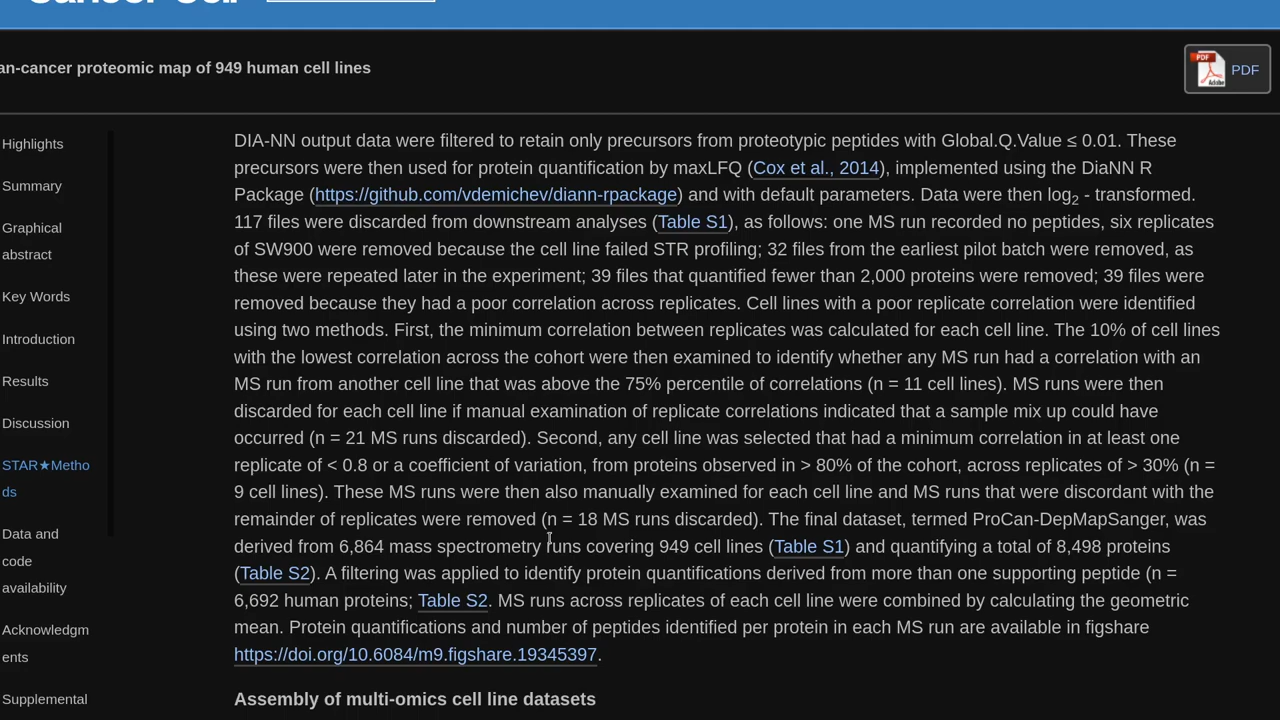 an-cancer proteomic map of 949 human cell lines
PDF
Highlights
Summary
Graphical
abstract
Key Words
Introduction
Results
Discussion
STAR★Metho
ds
Data and
code
availability
Acknowledgm
ents
Supplemental
DIA-NN output data were filtered to retain only precursors from proteotypic peptides with Global.Q.Value ≤ 0.01. These
precursors were then used for protein quantification by maxLFQ (Cox et al., 2014), implemented using the DiaNN R
Package (https://github.com/vdemichev/diann-rpackage) and with default parameters. Data were then log2 - transformed.
117 files were discarded from downstream analyses (Table S1), as follows: one MS run recorded no peptides, six replicates
of SW900 were removed because the cell line failed STR profiling; 32 files from the earliest pilot batch were removed, as
these were repeated later in the experiment; 39 files that quantified fewer than 2,000 proteins were removed; 39 files were
removed because they had a poor correlation across replicates. Cell lines with a poor replicate correlation were identified
using two methods. First, the minimum correlation between replicates was calculated for each cell line. The 10% of cell lines
with the lowest correlation across the cohort were then examined to identify whether any MS run had a correlation with an
MS run from another cell line that was above the 75% percentile of correlations (n = 11 cell lines). MS runs were then
discarded for each cell line if manual examination of replicate correlations indicated that a sample mix up could have
occurred (n = 21 MS runs discarded). Second, any cell line was selected that had a minimum correlation in at least one
replicate of < 0.8 or a coefficient of variation, from proteins observed in > 80% of the cohort, across replicates of > 30% (n =
9 cell lines). These MS runs were then also manually examined for each cell line and MS runs that were discordant with the
remainder of replicates were removed (n = 18 MS runs discarded). The final dataset, termed ProCan-DepMapSanger, was
derived from 6,864 mass spectrometry runs covering 949 cell lines (Table S1) and quantifying a total of 8,498 proteins
(Table S2). A filtering was applied to identify protein quantifications derived from more than one supporting peptide (n =
6,692 human proteins; Table S2. MS runs across replicates of each cell line were combined by calculating the geometric
mean. Protein quantifications and number of peptides identified per protein in each MS run are available in figshare
https://doi.org/10.6084/m9.figshare.19345397.
Assembly of multi-omics cell line datasets